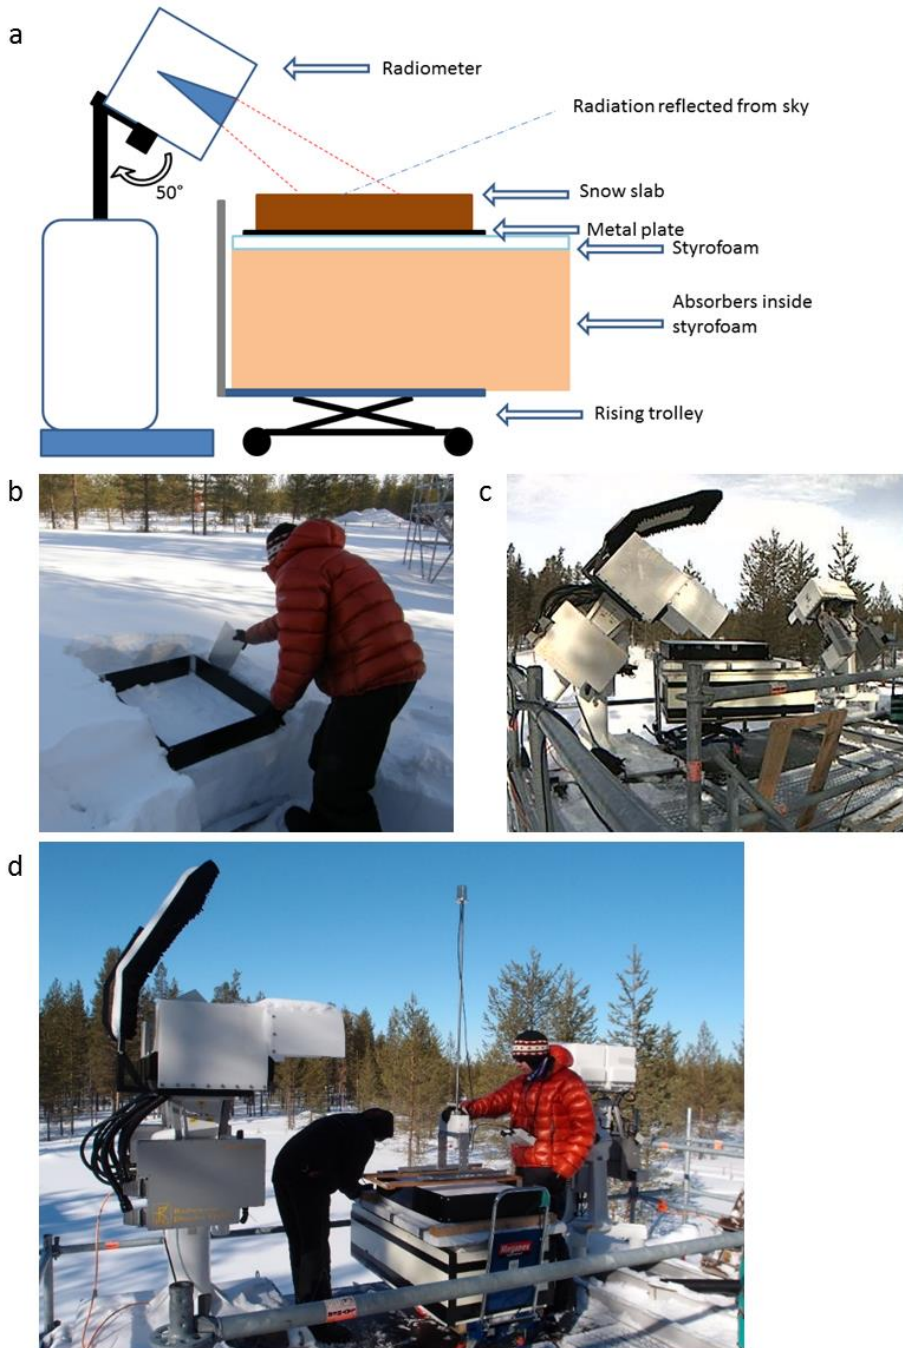 a
Radiometer
Radiation reflected from sky
50°
Snow slab
Metal plate
Styrofoam
Absorbers inside
styrofoam
Rising trolley
b
c
d